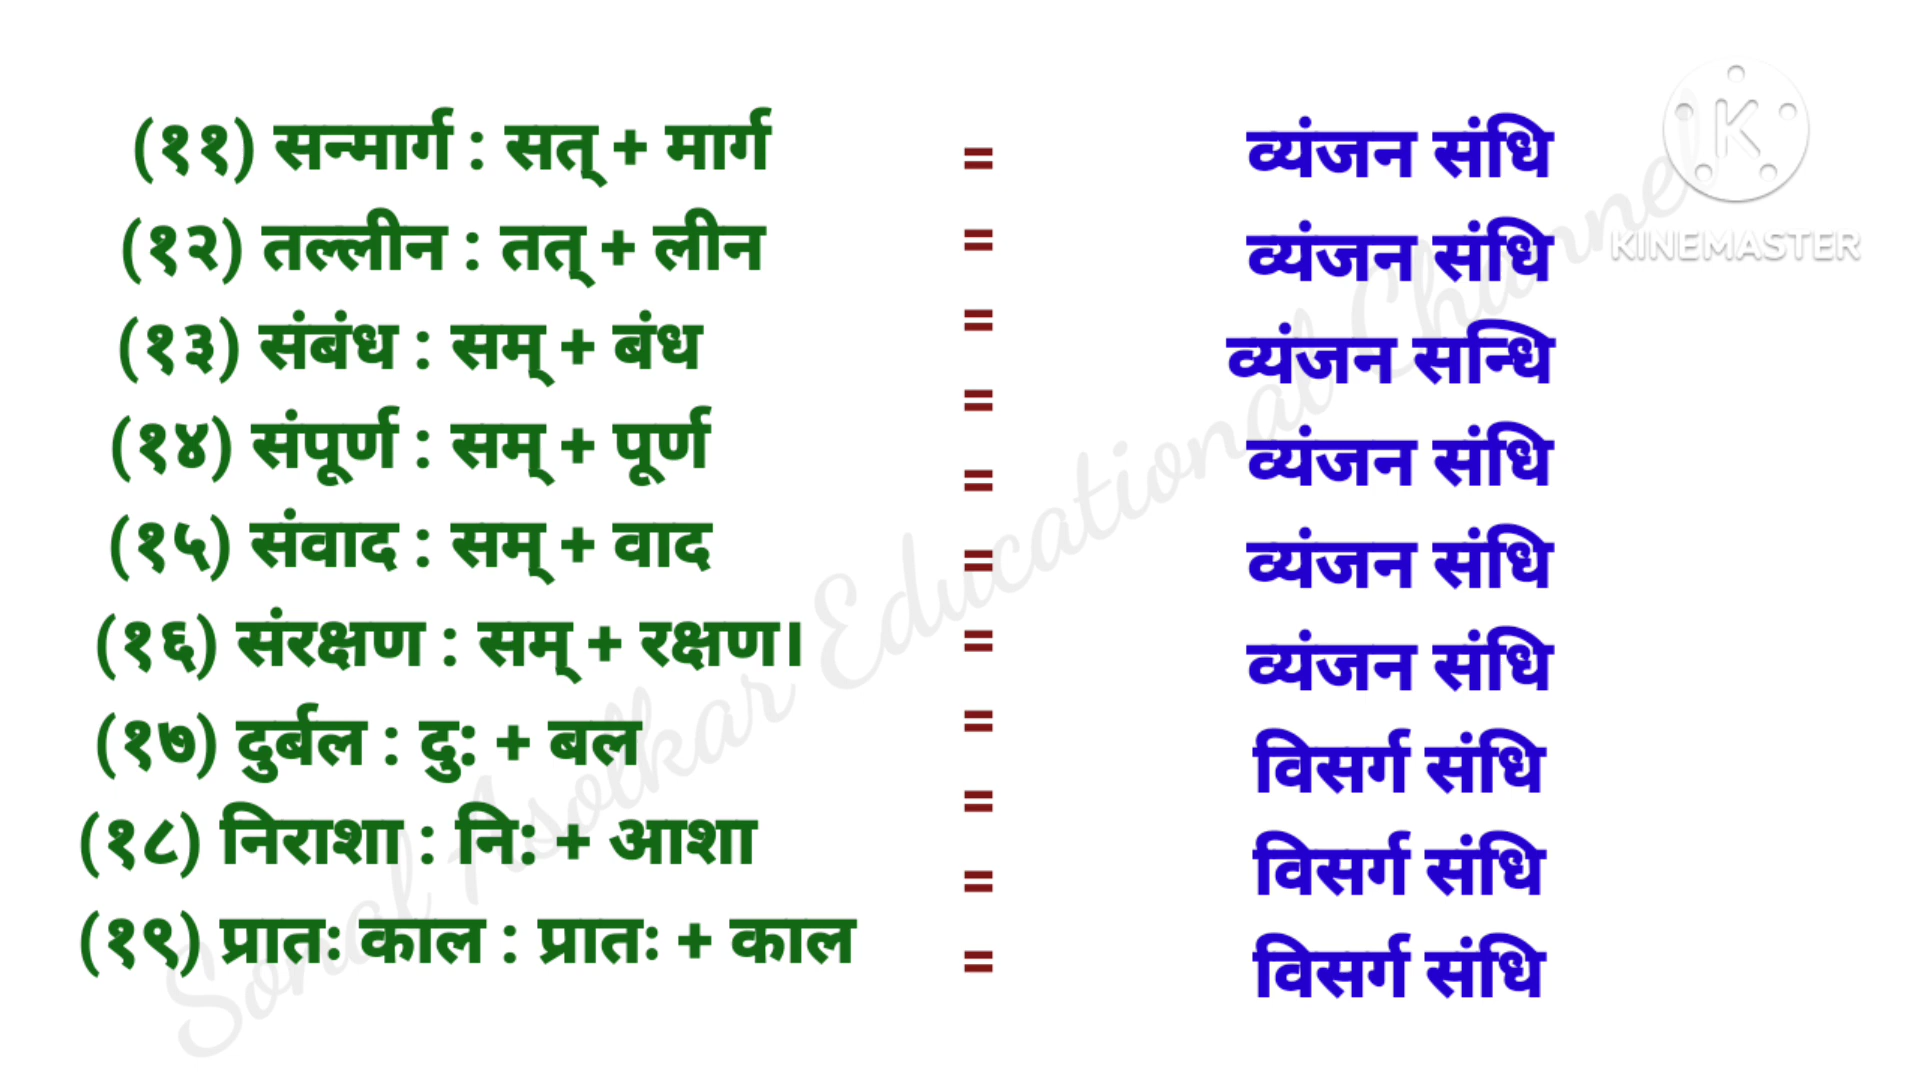 (११) सन्मार्ग : सत् + मार्ग = व्यंजन संधि
(१२) तल्लीन : तत् + लीन = व्यंजन संधि
(१३) संबंध : सम् + बंध = व्यंजन सन्धि
(१४) संपूर्ण : सम् + पूर्ण = व्यंजन संधि
(१५) संवाद : सम् + वाद = व्यंजन संधि
(१६) संरक्षण : सम् + रक्षण। = व्यंजन संधि
(१७) दुर्बल : दु: + बल = विसर्ग संधि
(१८) निराशा : नि: + आशा = विसर्ग संधि
(१९) प्रातः काल : प्रातः + काल = विसर्ग संधि
=
=
K
KINEMASTER
Sonal Asolkar Educational Channel